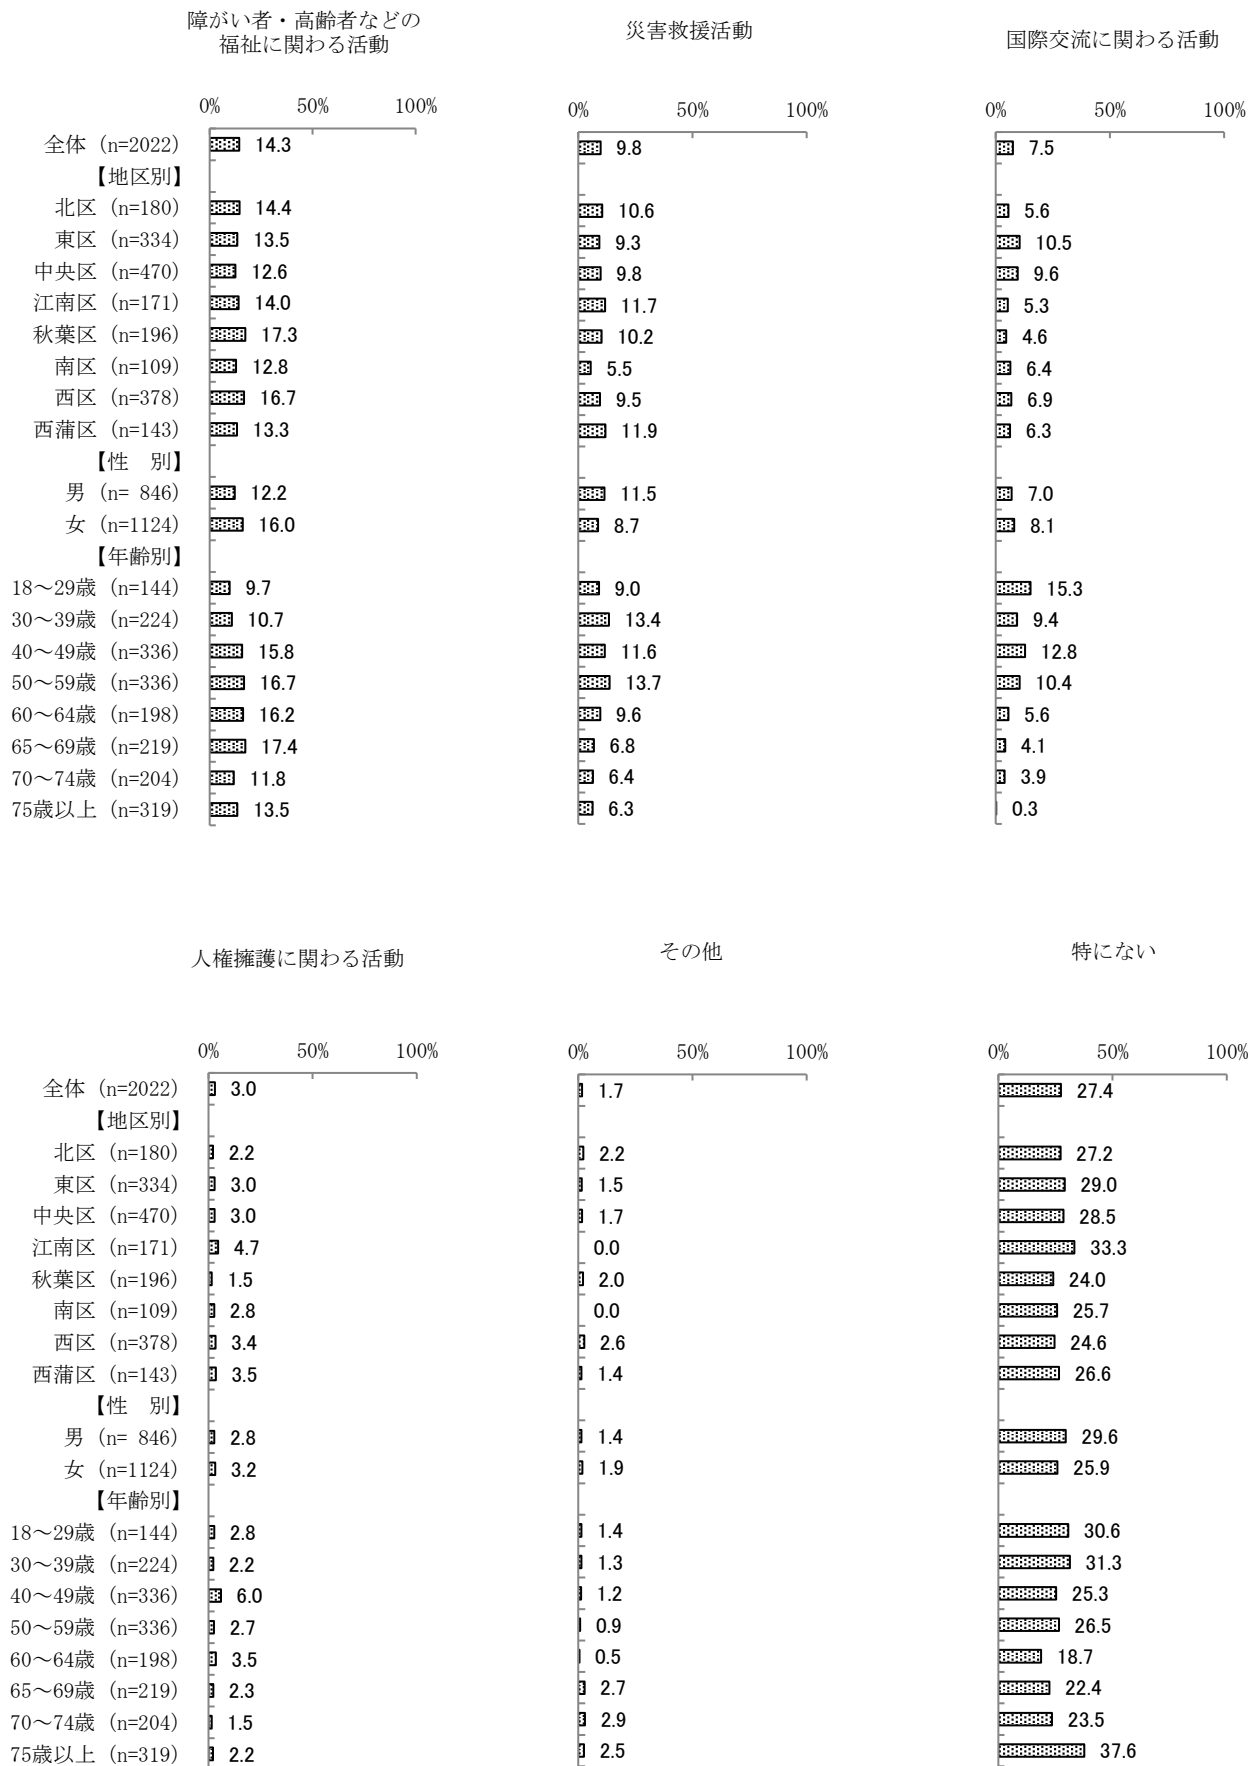 障がい者・高齢者などの
福祉に関わる活動
災害救援活動
国際交流に関わる活動
0% 50% 100% 0% 50% 100% 0% 50% 100%
全体 (n=2022) 14.3 9.8 7.5
【地区別】
北区 (n=180) 14.4 10.6 5.6
東区 (n=334) 13.5 9.3 10.5
中央区 (n=470) 12.6 9.8 9.6
江南区 (n=171) 14.0 11.7 5.3
秋葉区 (n=196) 17.3 10.2 4.6
南区 (n=109) 12.8 5.5 6.4
西区 (n=378) 16.7 9.5 6.9
西蒲区 (n=143) 13.3 11.9 6.3
【性　別】
男 (n= 846) 12.2 11.5 7.0
女 (n=1124) 16.0 8.7 8.1
【年齢別】
18～29歳 (n=144) 9.7 9.0 15.3
30～39歳 (n=224) 10.7 13.4 9.4
40～49歳 (n=336) 15.8 11.6 12.8
50～59歳 (n=336) 16.7 13.7 10.4
60～64歳 (n=198) 16.2 9.6 5.6
65～69歳 (n=219) 17.4 6.8 4.1
70～74歳 (n=204) 11.8 6.4 3.9
75歳以上 (n=319) 13.5 6.3 0.3
人権擁護に関わる活動 その他 特にない
0% 50% 100% 0% 50% 100% 0% 50% 100%
全体 (n=2022) 3.0 1.7 27.4
【地区別】
北区 (n=180) 2.2 2.2 27.2
東区 (n=334) 3.0 1.5 29.0
中央区 (n=470) 3.0 1.7 28.5
江南区 (n=171) 4.7 0.0 33.3
秋葉区 (n=196) 1.5 2.0 24.0
南区 (n=109) 2.8 0.0 25.7
西区 (n=378) 3.4 2.6 24.6
西蒲区 (n=143) 3.5 1.4 26.6
【性　別】
男 (n= 846) 2.8 1.4 29.6
女 (n=1124) 3.2 1.9 25.9
【年齢別】
18～29歳 (n=144) 2.8 1.4 30.6
30～39歳 (n=224) 2.2 1.3 31.3
40～49歳 (n=336) 6.0 1.2 25.3
50～59歳 (n=336) 2.7 0.9 26.5
60～64歳 (n=198) 3.5 0.5 18.7
65～69歳 (n=219) 2.3 2.7 22.4
70～74歳 (n=204) 1.5 2.9 23.5
75歳以上 (n=319) 2.2 2.5 37.6